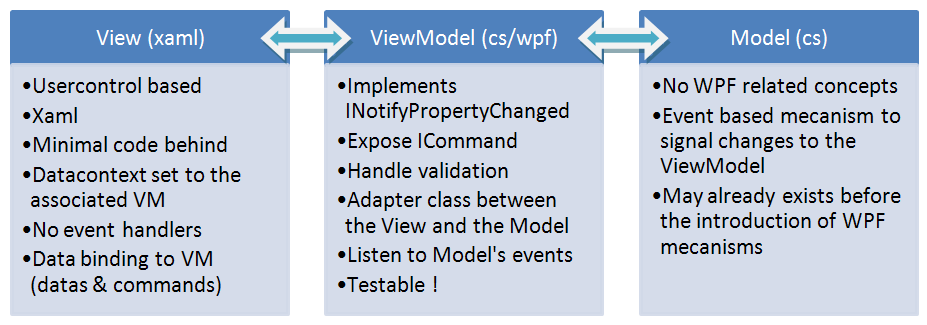 View (xaml)
•Usercontrol based
•Xaml
•Minimal code behind
•Datacontext set to the
associated VM
•No event handlers
•Data binding to VM
(datas & commands)
ViewModel (cs/wpf)
•Implements
INotifyPropertyChanged
•Expose ICommand
•Handle validation
•Adapter class between
the View and the Model
•Listen to Model's events
•Testable !
Model (cs)
•No WPF related concepts
•Event based mecanism to
signal changes to the
ViewModel
•May already exists before
the introduction of WPF
mecanisms